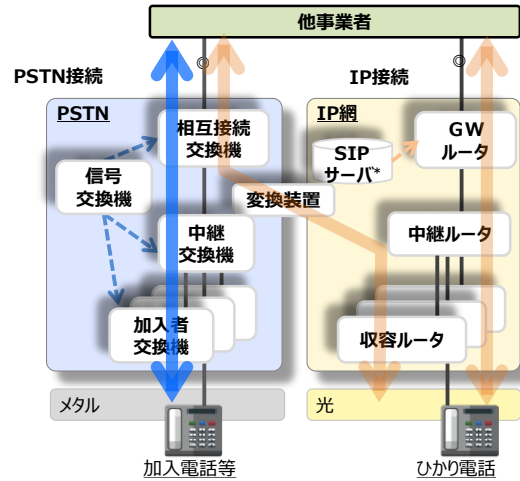 他事業者
PSTN接続
IP接続
PSTN
IP網
相互接続
交換機
GW
ルータ
SIP
サーバ*
信号
交換機
変換装置
中継
交換機
中継ルータ
加入者
交換機
収容ルータ
メタル
光
加入電話等
ひかり電話